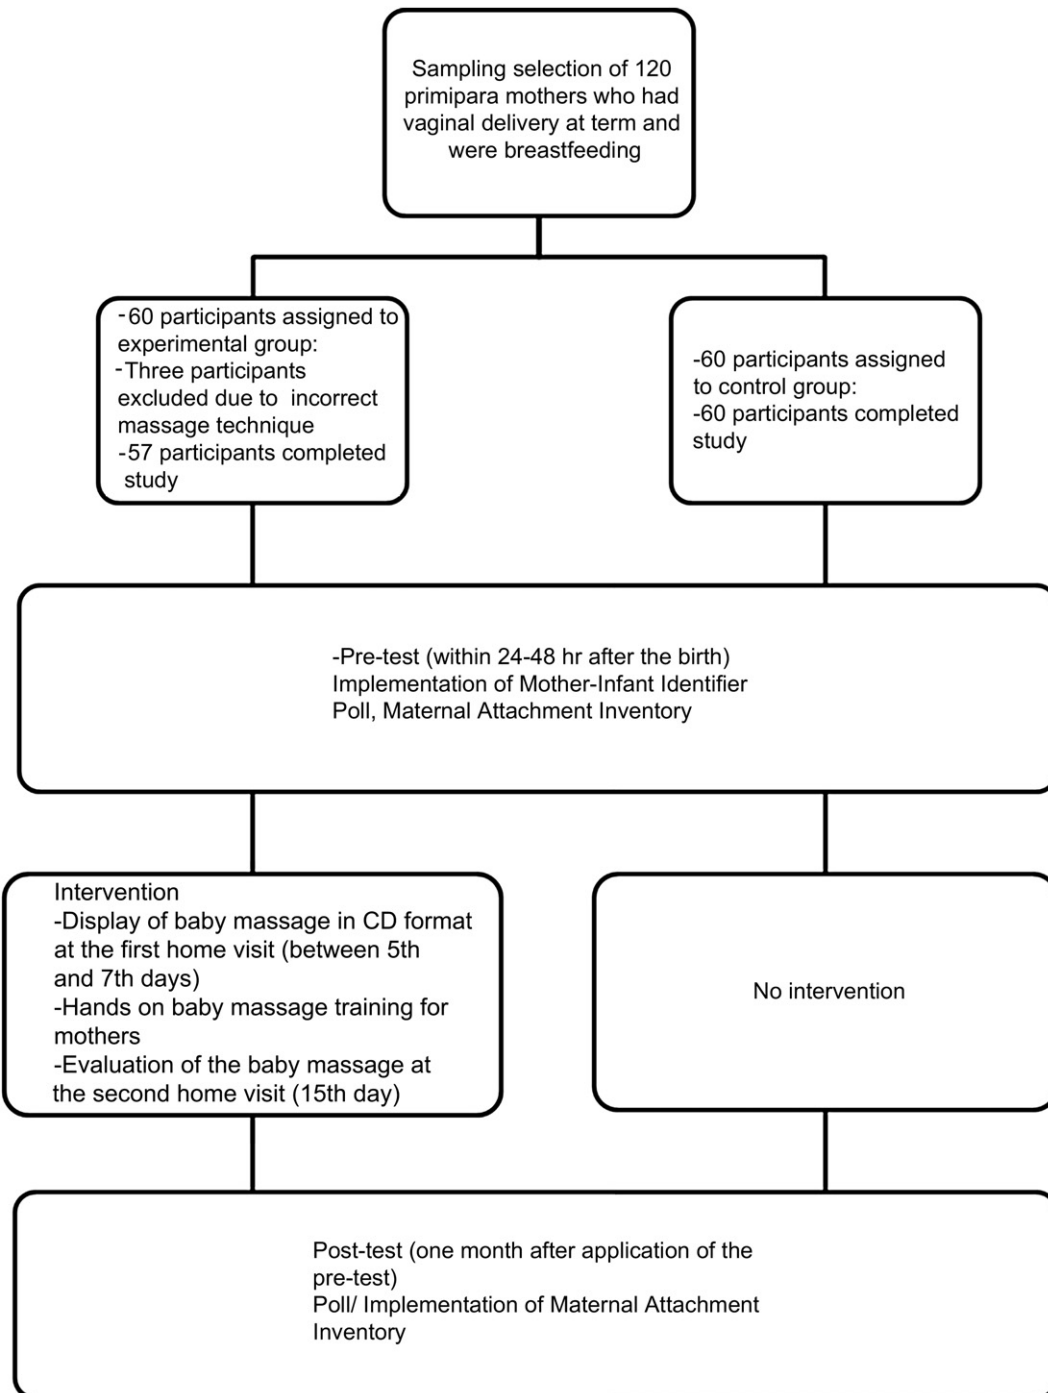 Sampling selection of 120
primipara mothers who had
vaginal delivery at term and
were breastfeeding
-60 participants assigned to
experimental group:
-Three participants
excluded due to incorrect
massage technique
-57 participants completed
study
-60 participants assigned
to control group:
-60 participants completed
study
-Pre-test (within 24-48 hr after the birth)
Implementation of Mother-Infant Identifier
Poll, Maternal Attachment Inventory
Intervention
-Display of baby massage in CD format
at the first home visit (between 5th
and 7th days)
-Hands on baby massage training for
mothers
-Evaluation of the baby massage at
the second home visit (15th day)
No intervention
Post-test (one month after application of the
pre-test)
Poll/ Implementation of Maternal Attachment
Inventory